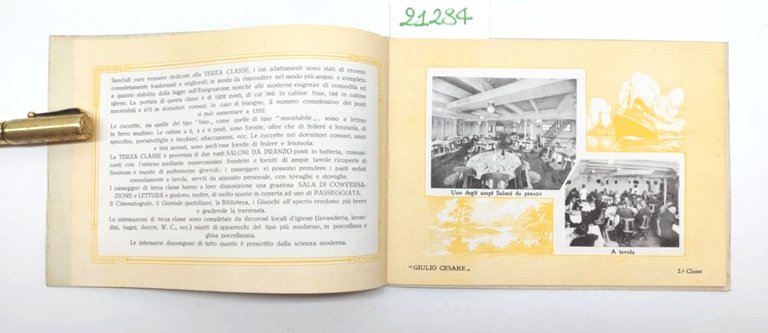 21284
Speciali cure vennero dedicate alla TERZA CLASSE, i cui adattamenti sono stati di recente
completamente trasformati e migliorati, in modo da rispondere nel modo più ampio e completo
a quanto stabilito dalla legge sull'Emigrazione, nonchè alle moderne esigenze di comodità ed
igiene. La portata di questa classe è di 1800 posti, di cui 566 in cabine fisse, 166 in cabine
smontabili e 670 in dormitori comuni. In caso di bisogno, il numero complessivo dei posti
si può aumentare a 1350.
Le cuccette, sia quelle del tipo "fisso„ come quelle di tipo "smontabile„, sono a lettino
in ferro smaltato. Le cabine a 2, 4 e 6 posti, sono fornite, oltre che di federe e lenzuola, di
specchio, portabottiglie e bicchieri, attaccapanni, ecc. Le cuccette nei dormitori comuni, ampi
e ben aereati, sono anch'esse fornite di federe e lenzuola.
La TERZA CLASSE è provvista di due vasti SALONI DA PRANZO posti in batteria, comuni-
canti con l'esterno mediante numerosissimi finestrini e forniti di ampie tavole ricoperte di
linoleum e munite di poltroncine girevoli; i passeggeri vi possono prendere i pasti seduti
comodamente a tavola, serviti da apposito personale, con tovaglie e stoviglie.
I passeggeri di terza classe hanno a loro disposizione una graziosa SALA DI CONVERSA-
ZIONE e LETTURA e godono, inoltre, di molto spazio in coperta ad uso di PASSEGGIATA.
Il Cinematografo, il Giornale quotidiano, la Biblioteca, i Giuochi all'aperto rendono più breve
e gradevole la traversata.
Le sistemazioni di terza classe sono completate da decorosi locali d'igiene (lavanderia, lavan-
dini, bagni, doccie, W. C., ecc.) muniti di apparecchi del tipo più moderno, in porcellana e
ghisa porcellanata.
Le infermerie dispongono di tutto quanto è prescritto dalla scienza moderna.
Uno degli ampi Saloni da pranzo
A tavola
"GIULIO CESARE„
3.a Classe